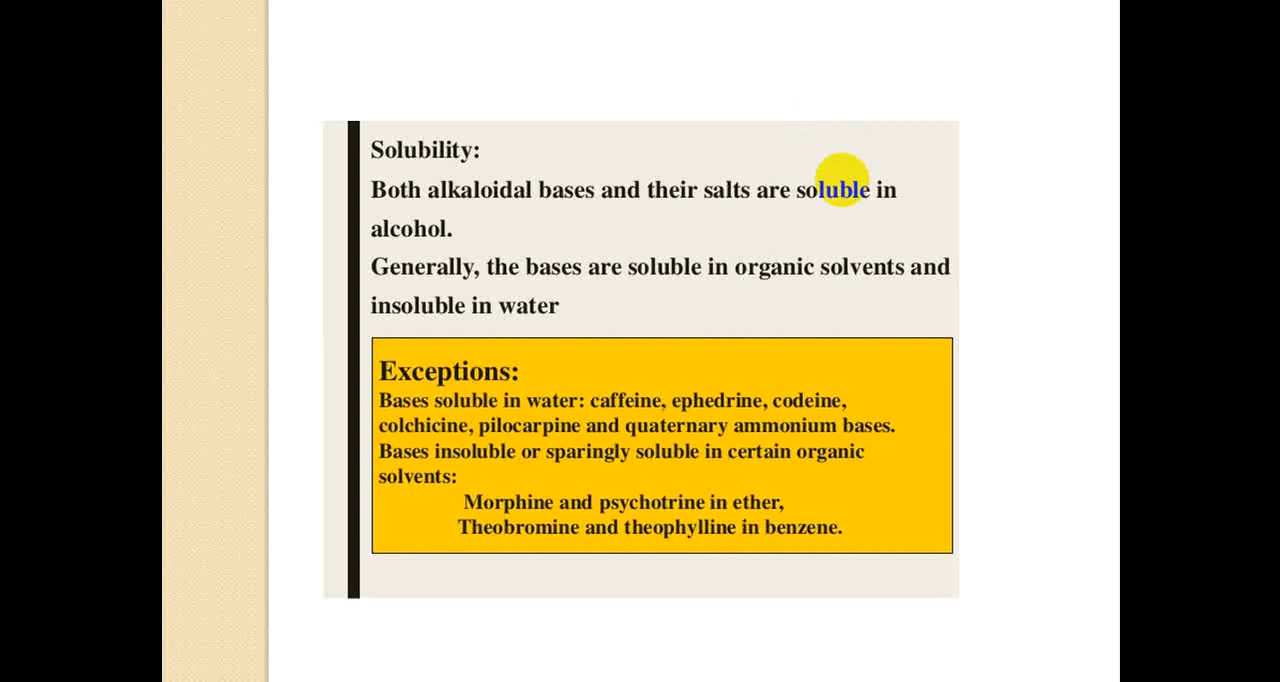 Solubility:
Both alkaloidal bases and their salts are soluble in
alcohol.
Generally, the bases are soluble in organic solvents and
insoluble in water
Exceptions:
Bases soluble in water: caffeine, ephedrine, codeine,
colchicine, pilocarpine and quaternary ammonium bases.
Bases insoluble or sparingly soluble in certain organic
solvents:
Morphine and psychotrine in ether,
Theobromine and theophylline in benzene.